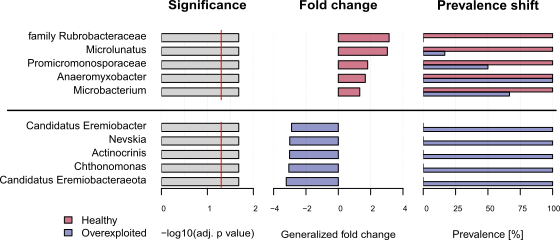 Significance Fold change Prevalence shift
family Rubrobacteraceae
Microlunatus
Promicromonosporaceae
Anaeromyxobacter
Microbacterium
Candidatus Eremiobacter
Nevskia
Actinocrinis
Chthonomonas
Candidatus Eremiobacteraeota
0 1 2 −4 −2 0 2 4 0 25 50 75 100
Healthy
Overexploited
−log10(adj. p value) Generalized fold change Prevalence [%]